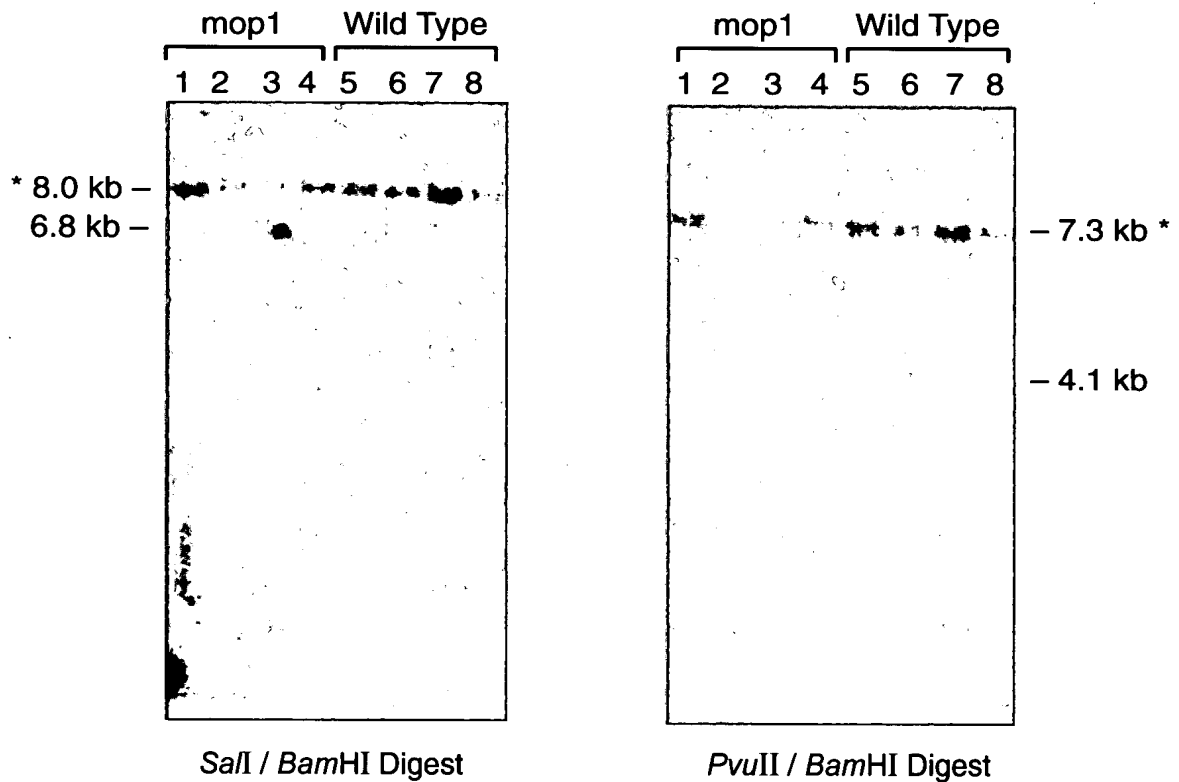 mop1 Wild Type
1 2 3 4 5 6 7 8
* 8.0 kb –
6.8 kb –
SalI / BamHI Digest
mop1 Wild Type
1 2 3 4 5 6 7 8
– 7.3 kb *
– 4.1 kb
PvuII / BamHI Digest